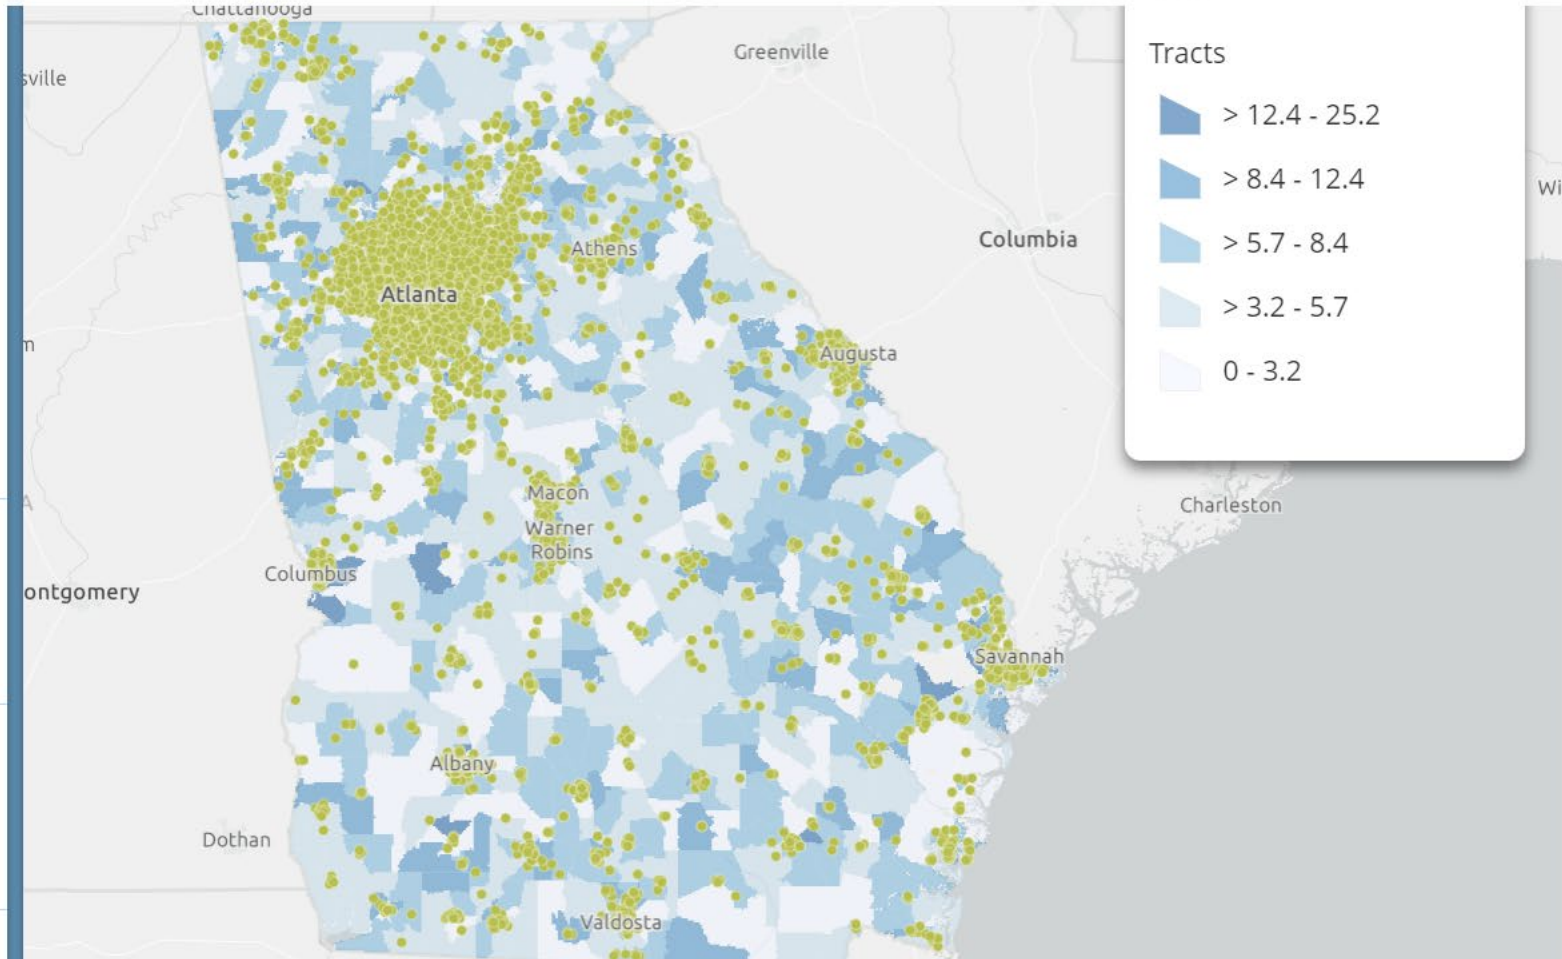 Chattanooga
Greenville
sville
Tracts
> 12.4 - 25.2
> 8.4 - 12.4
> 5.7 - 8.4
> 3.2 - 5.7
0 - 3.2
Wi
Columbia
Athens
Atlanta
m
Augusta
Macon
Warner
Robins
A
Charleston
Columbus
ontgomery
Savannah
Albany
Dothan
Valdosta